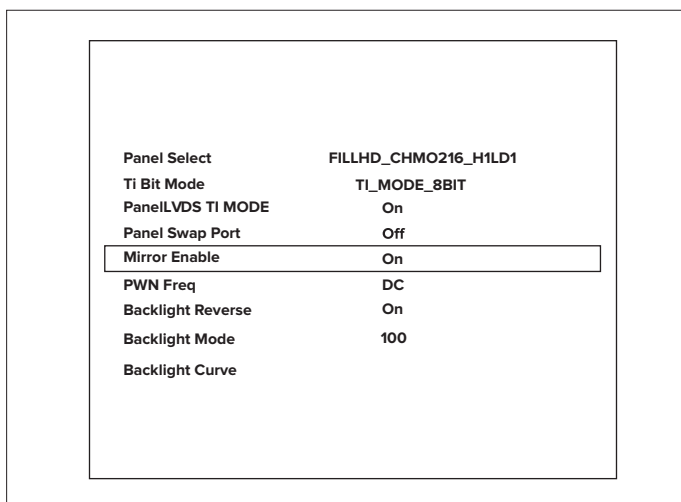 Panel Select FILLHD_CHMO216_H1LD1
Ti Bit Mode TI_MODE_8BIT
PanelLVDS TI MODE On
Panel Swap Port Off
Mirror Enable On
PWN Freq DC
Backlight Reverse On
Backlight Mode 100
Backlight Curve